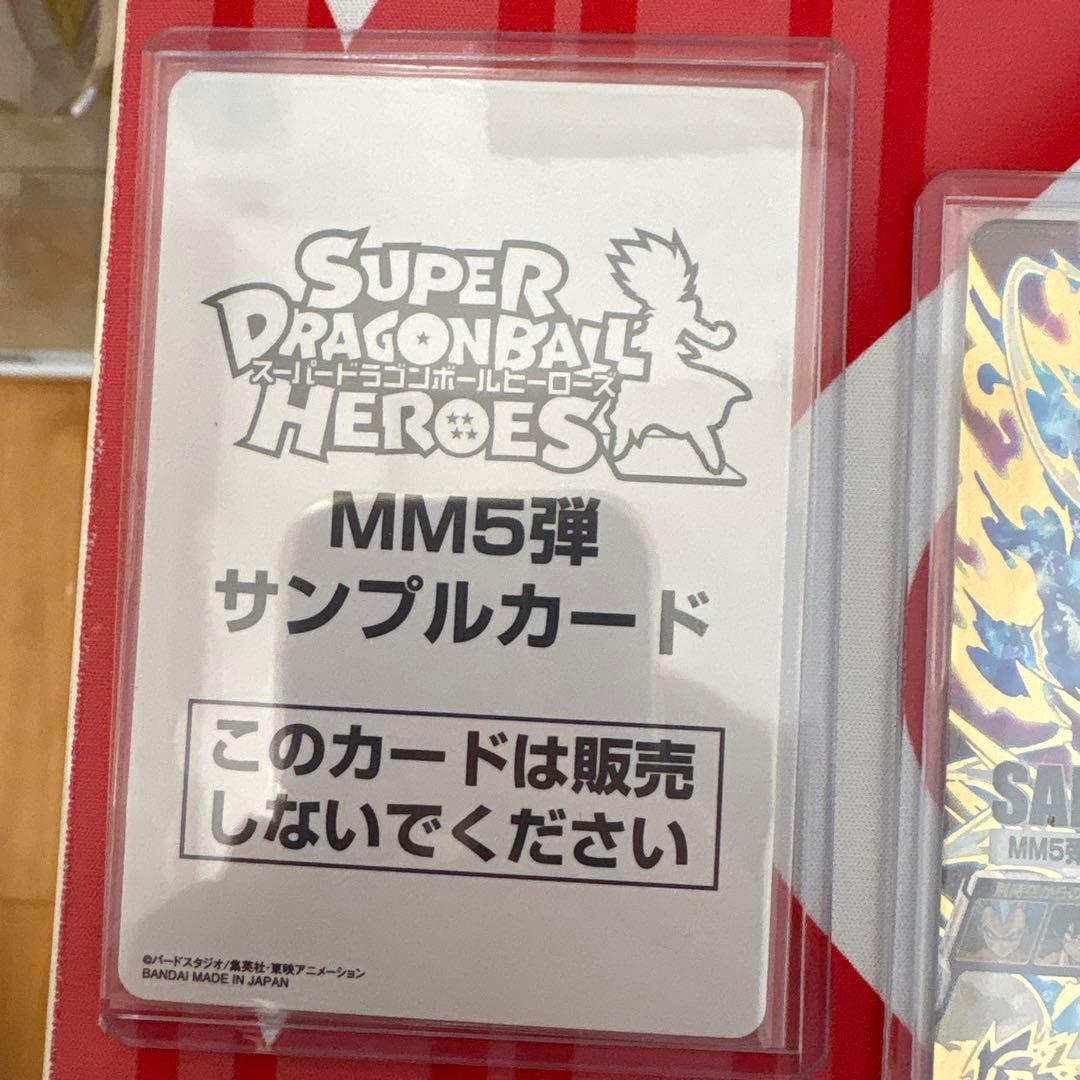 SUPER
DRAGONBALL
スーパードラゴンボールヒーローズ
HEROES
MM5弾
サンプルカード
このカードは販売
しないでください
©バードスタジオ/集英社・東映アニメーション
BANDAI MADE IN JAPAN
MM5弾